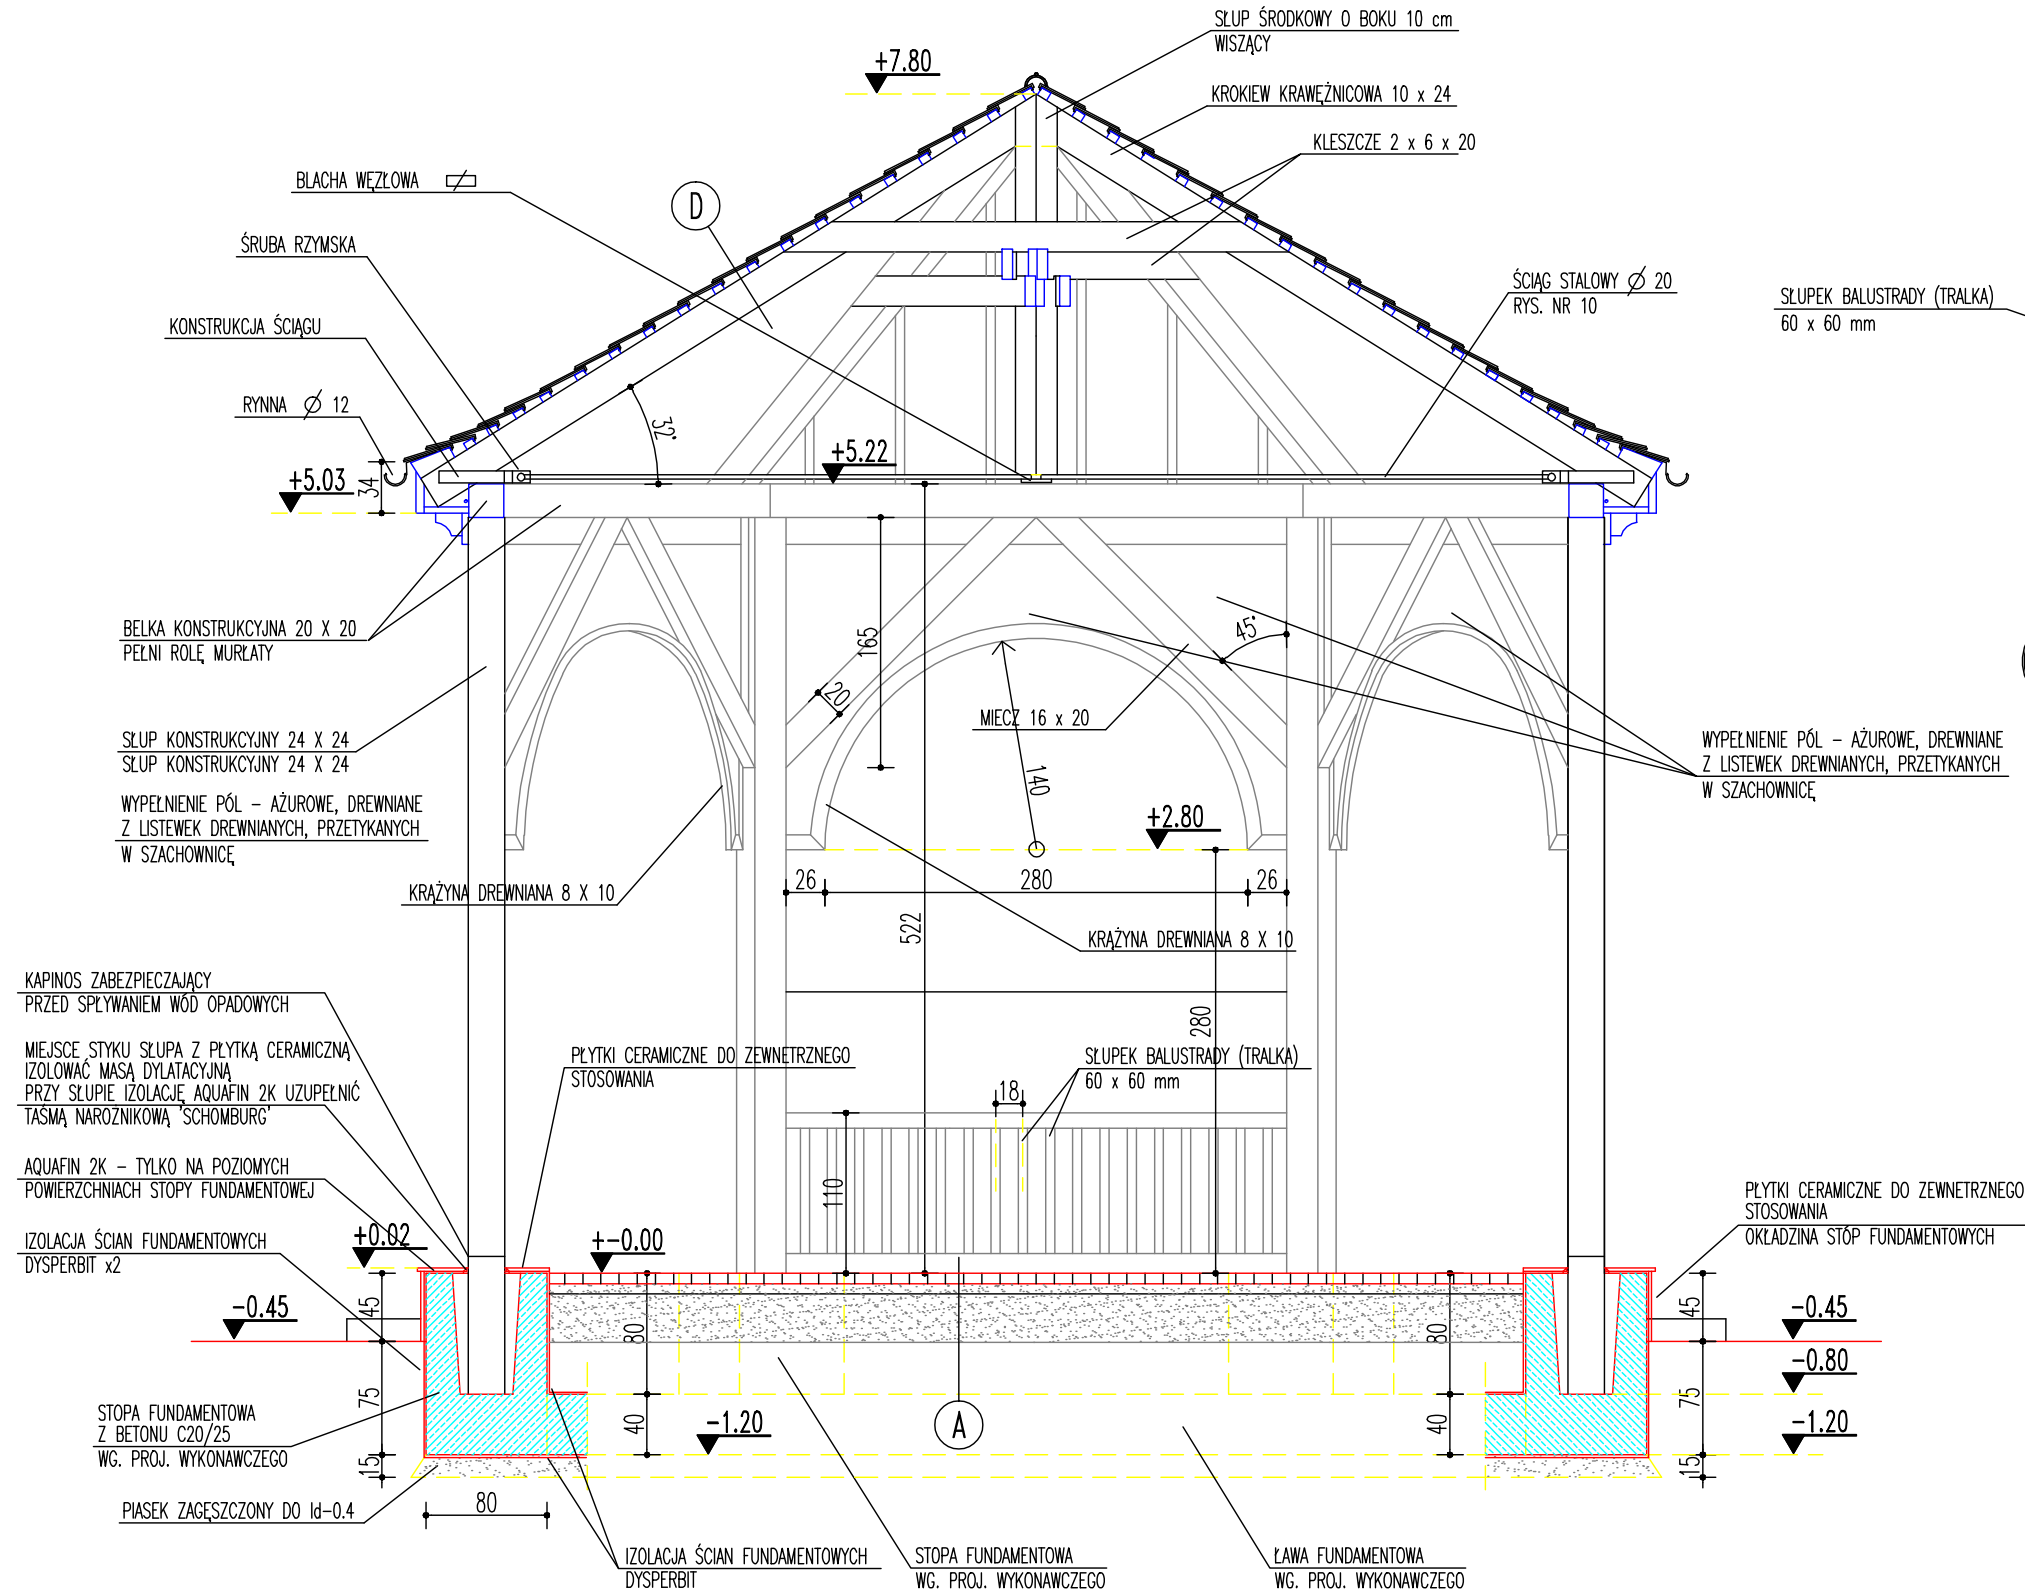 SŁUP ŚRODKOWY O BOKU 10 cm
WISZĄCY
+7.80
KROKIEW KRAWĘŻNICOWA 10 x 24
KLESZCZE 2 x 6 x 20
BLACHA WĘZŁOWA
D
ŚRUBA RZYMSKA
ŚCIĄG STALOWY Ø 20
RYS. NR 10
SŁUPEK BALUSTRADY (TRALKA)
60 x 60 mm
KONSTRUKCJA ŚCIĄGU
RYNNA Ø 12
32°
+5.22
+5.03
34
BELKA KONSTRUKCYJNA 20 X 20
PEŁNI ROLĘ MURŁATY
165
45°
20
MIECZ 16 x 20
140
SŁUP KONSTRUKCYJNY 24 X 24
SŁUP KONSTRUKCYJNY 24 X 24
WYPEŁNIENIE PÓL – AŻUROWE, DREWNIANE
Z LISTEWEK DREWNIANYCH, PRZETYKANYCH
W SZACHOWNICĘ
WYPEŁNIENIE PÓL – AŻUROWE, DREWNIANE
Z LISTEWEK DREWNIANYCH, PRZETYKANYCH
W SZACHOWNICĘ
+2.80
26
280
26
KRĄŻYNA DREWNIANA 8 X 10
522
KRĄŻYNA DREWNIANA 8 X 10
KAPINOS ZABEZPIECZAJĄCY
PRZED SPŁYWANIEM WÓD OPADOWYCH
280
MIEJSCE STYKU SŁUPA Z PŁYTKĄ CERAMICZNĄ
IZOLOWAĆ MASĄ DYLATACYJNĄ
PRZY SŁUPIE IZOLACJĘ AQUAFIN 2K UZUPEŁNIĆ
TAŚMĄ NAROŻNIKOWĄ 'SCHOMBURG'
PŁYTKI CERAMICZNE DO ZEWNETRZNEGO
STOSOWANIA
SŁUPEK BALUSTRADY (TRALKA)
60 x 60 mm
18
110
AQUAFIN 2K – TYLKO NA POZIOMYCH
POWIERZCHNIACH STOPY FUNDAMENTOWEJ
PŁYTKI CERAMICZNE DO ZEWNETRZNEGO
STOSOWANIA
OKŁADZINA STÓP FUNDAMENTOWYCH
IZOLACJA ŚCIAN FUNDAMENTOWYCH
DYSPERBIT x2
+0.02
+-0.00
-0.45
45
80
80
45
-0.45
-0.80
75
75
STOPA FUNDAMENTOWA
Z BETONU C20/25
WG. PROJ. WYKONAWCZEGO
40
-1.20
A
40
-1.20
15
15
PIASEK ZAGĘSZCZONY DO Id-0.4
80
IZOLACJA ŚCIAN FUNDAMENTOWYCH
DYSPERBIT
STOPA FUNDAMENTOWA
WG. PROJ. WYKONAWCZEGO
ŁAWA FUNDAMENTOWA
WG. PROJ. WYKONAWCZEGO